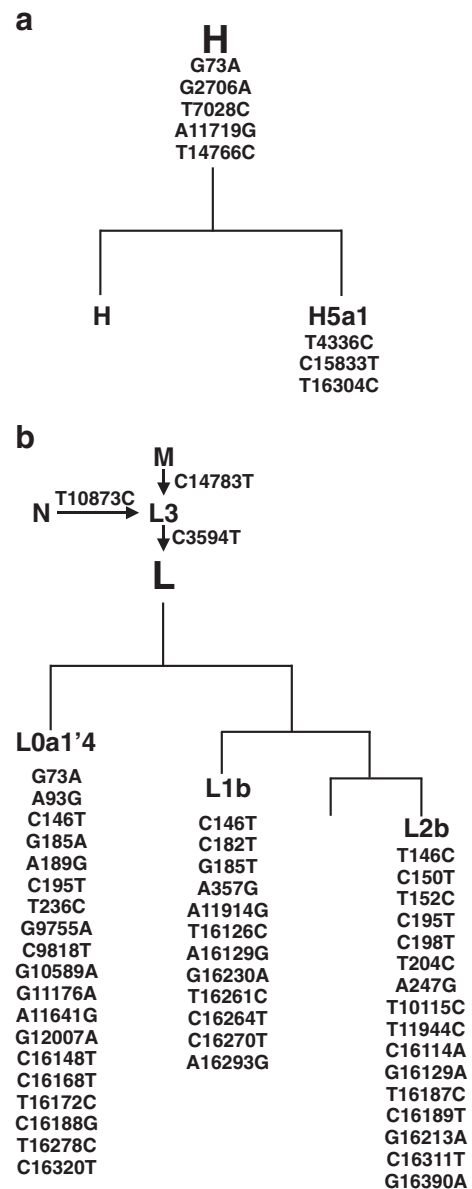 a
H
G73A
G2706A
T7028C
A11719G
T14766C
H
H5a1
T4336C
C15833T
T16304C
b
M
C14783T
N
T10873C
L3
C3594T
L
L0a1'4
G73A
A93G
C146T
G185A
A189G
C195T
T236C
G9755A
C9818T
G10589A
G11176A
A11641G
G12007A
C16148T
C16168T
T16172C
C16188G
T16278C
C16320T
L1b
C146T
C182T
G185T
A357G
A11914G
T16126C
A16129G
G16230A
T16261C
C16264T
C16270T
A16293G
L2b
T146C
C150T
T152C
C195T
C198T
T204C
A247G
T10115C
T11944C
C16114A
G16129A
T16187C
C16189T
G16213A
C16311T
G16390A